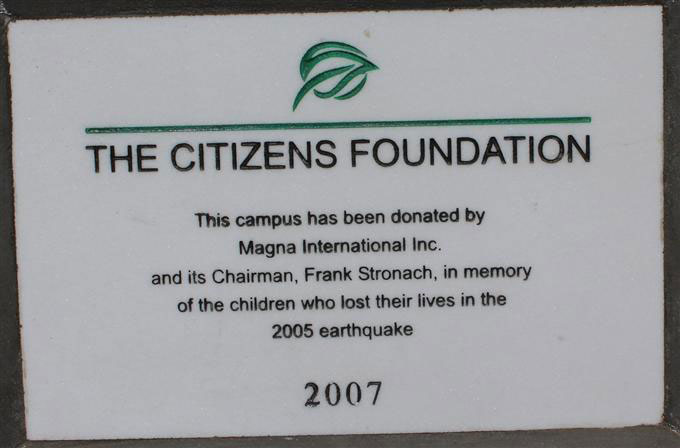 THE CITIZENS FOUNDATION
This campus has been donated by
Magna International Inc.
and its Chairman, Frank Stronach, in memory
of the children who lost their lives in the
2005 earthquake
2007